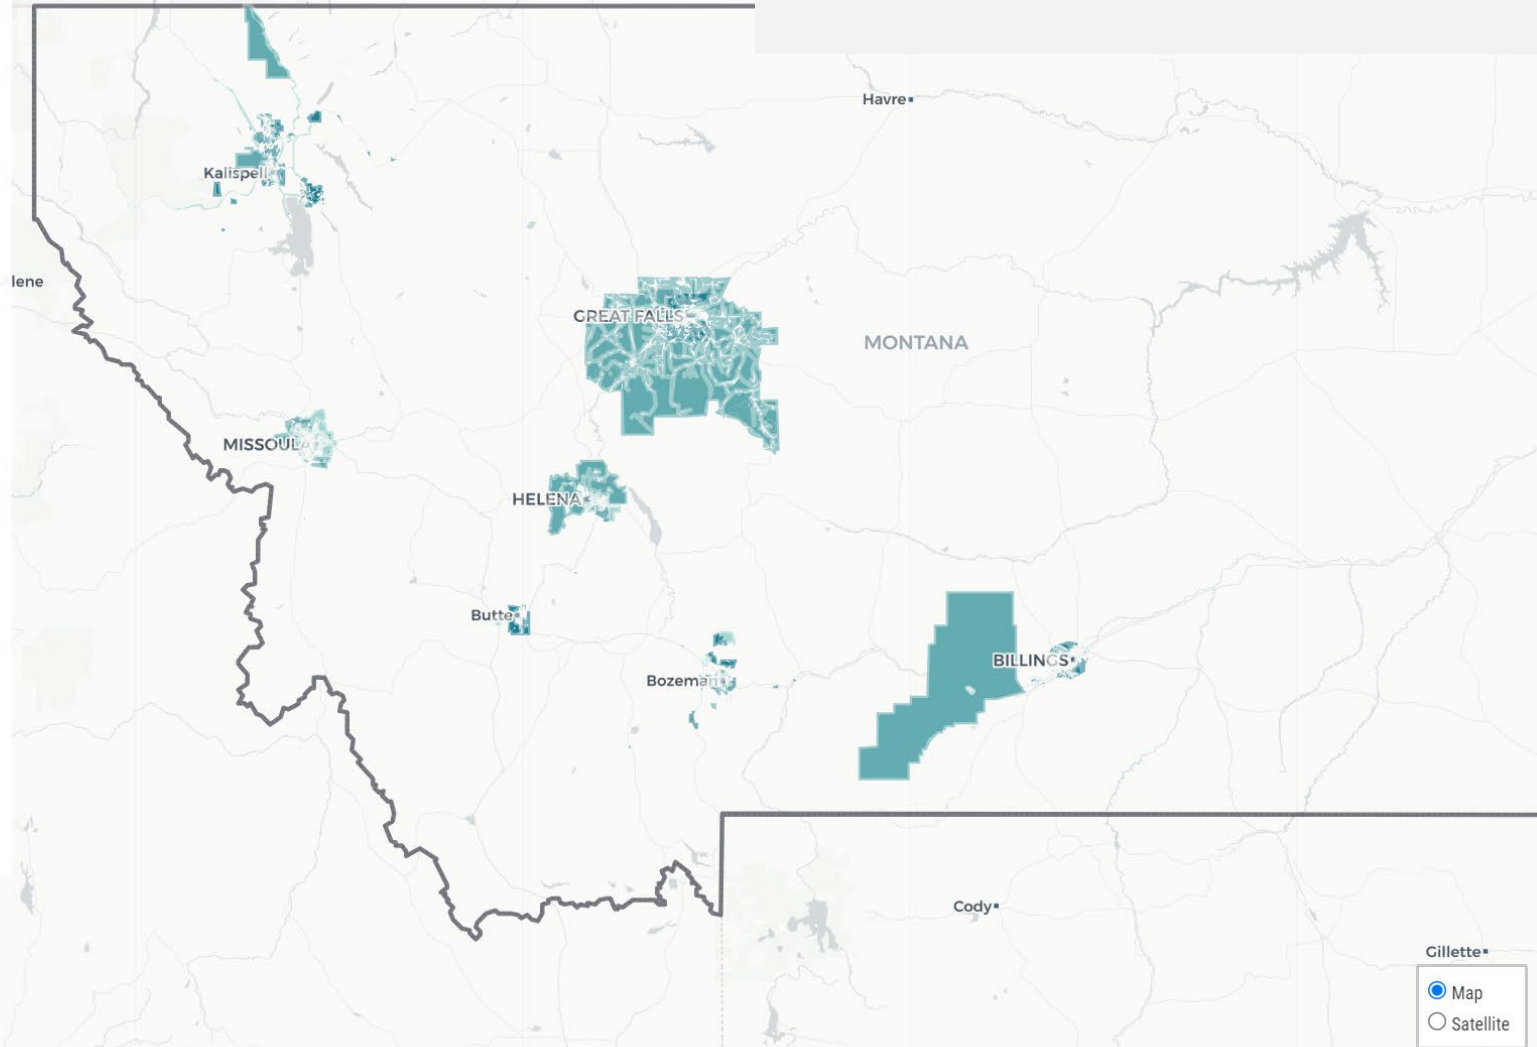 Havre
Kalispell
lene
GREAT FALLS
MONTANA
MISSOULA
HELENA
Butte
BILLINGS
Bozeman
Cody
Gillette
Map
Satellite